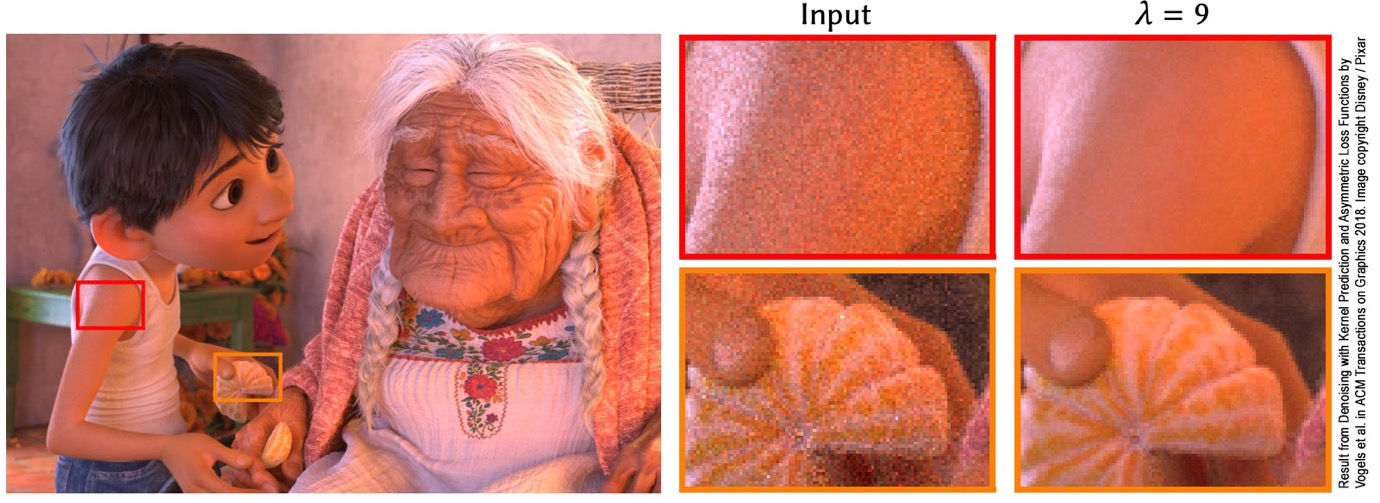 Input
λ = 9
Result from Denoising with Kernel Prediction and Asymmetric Loss Functions by
Vogels et al. in ACM Transactions on Graphics 2018. Image copyright Disney / Pixar